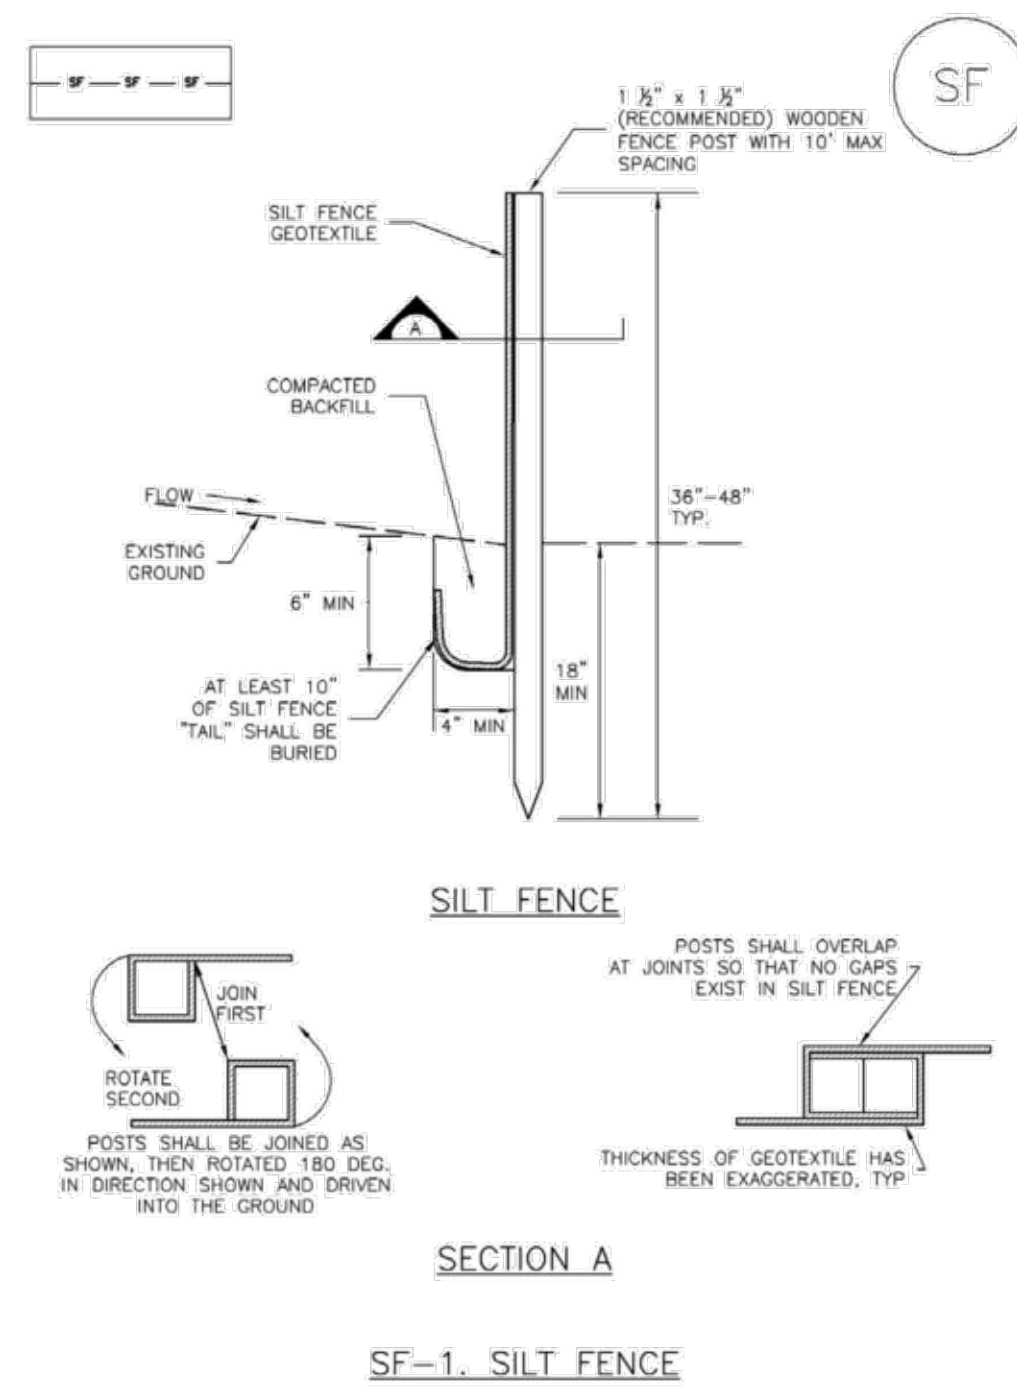 SF SF SF
SF
1 ½" x 1 ½"
(RECOMMENDED) WOODEN
FENCE POST WITH 10' MAX
SPACING
SILT FENCE
GEOTEXTILE
A
COMPACTED
BACKFILL
FLOW
36"-48"
TYP.
EXISTING
GROUND
6" MIN
18"
MIN
AT LEAST 10"
OF SILT FENCE
"TAIL" SHALL BE
BURIED
4" MIN
SILT FENCE
JOIN
FIRST
ROTATE
SECOND
POSTS SHALL BE JOINED AS
SHOWN, THEN ROTATED 180 DEG.
IN DIRECTION SHOWN AND DRIVEN
INTO THE GROUND
POSTS SHALL OVERLAP
AT JOINTS SO THAT NO GAPS
EXIST IN SILT FENCE
THICKNESS OF GEOTEXTILE HAS
BEEN EXAGGERATED, TYP
SECTION A
SF-1. SILT FENCE